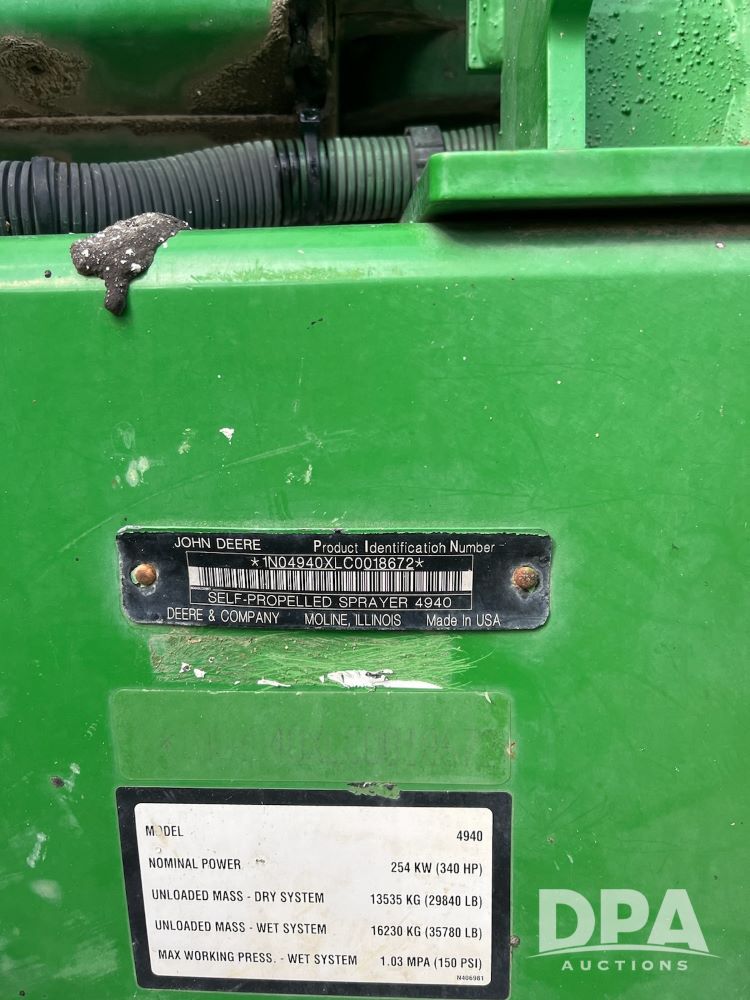 JOHN DEERE Product Identification Number
*1N04940XLC0018672*
SELF-PROPELLED SPRAYER 4940
DEERE & COMPANY MOLINE, ILLINOIS Made In USA
MODEL 4940
NOMINAL POWER 254 KW (340 HP)
UNLOADED MASS - DRY SYSTEM 13535 KG (29840 LB)
UNLOADED MASS - WET SYSTEM 16230 KG (35780 LB)
MAX WORKING PRESS. - WET SYSTEM 1.03 MPA (150 PSI)
N406981
DPA
AUCTIONS